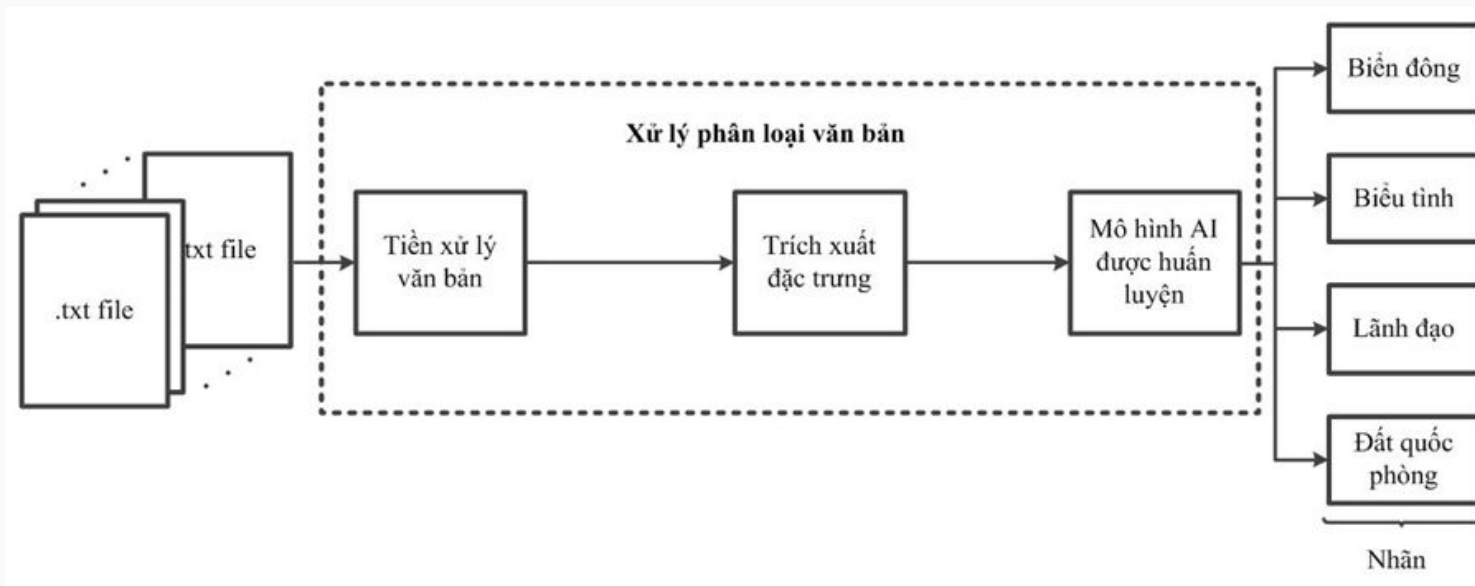 Xử lý phân loại văn bản
.txt file
txt file
Tiền xử lý
văn bản
Trích xuất
đặc trưng
Mô hình AI
được huấn
luyện
Biển đông
Biểu tình
Lãnh đạo
Đất quốc
phòng
Nhãn